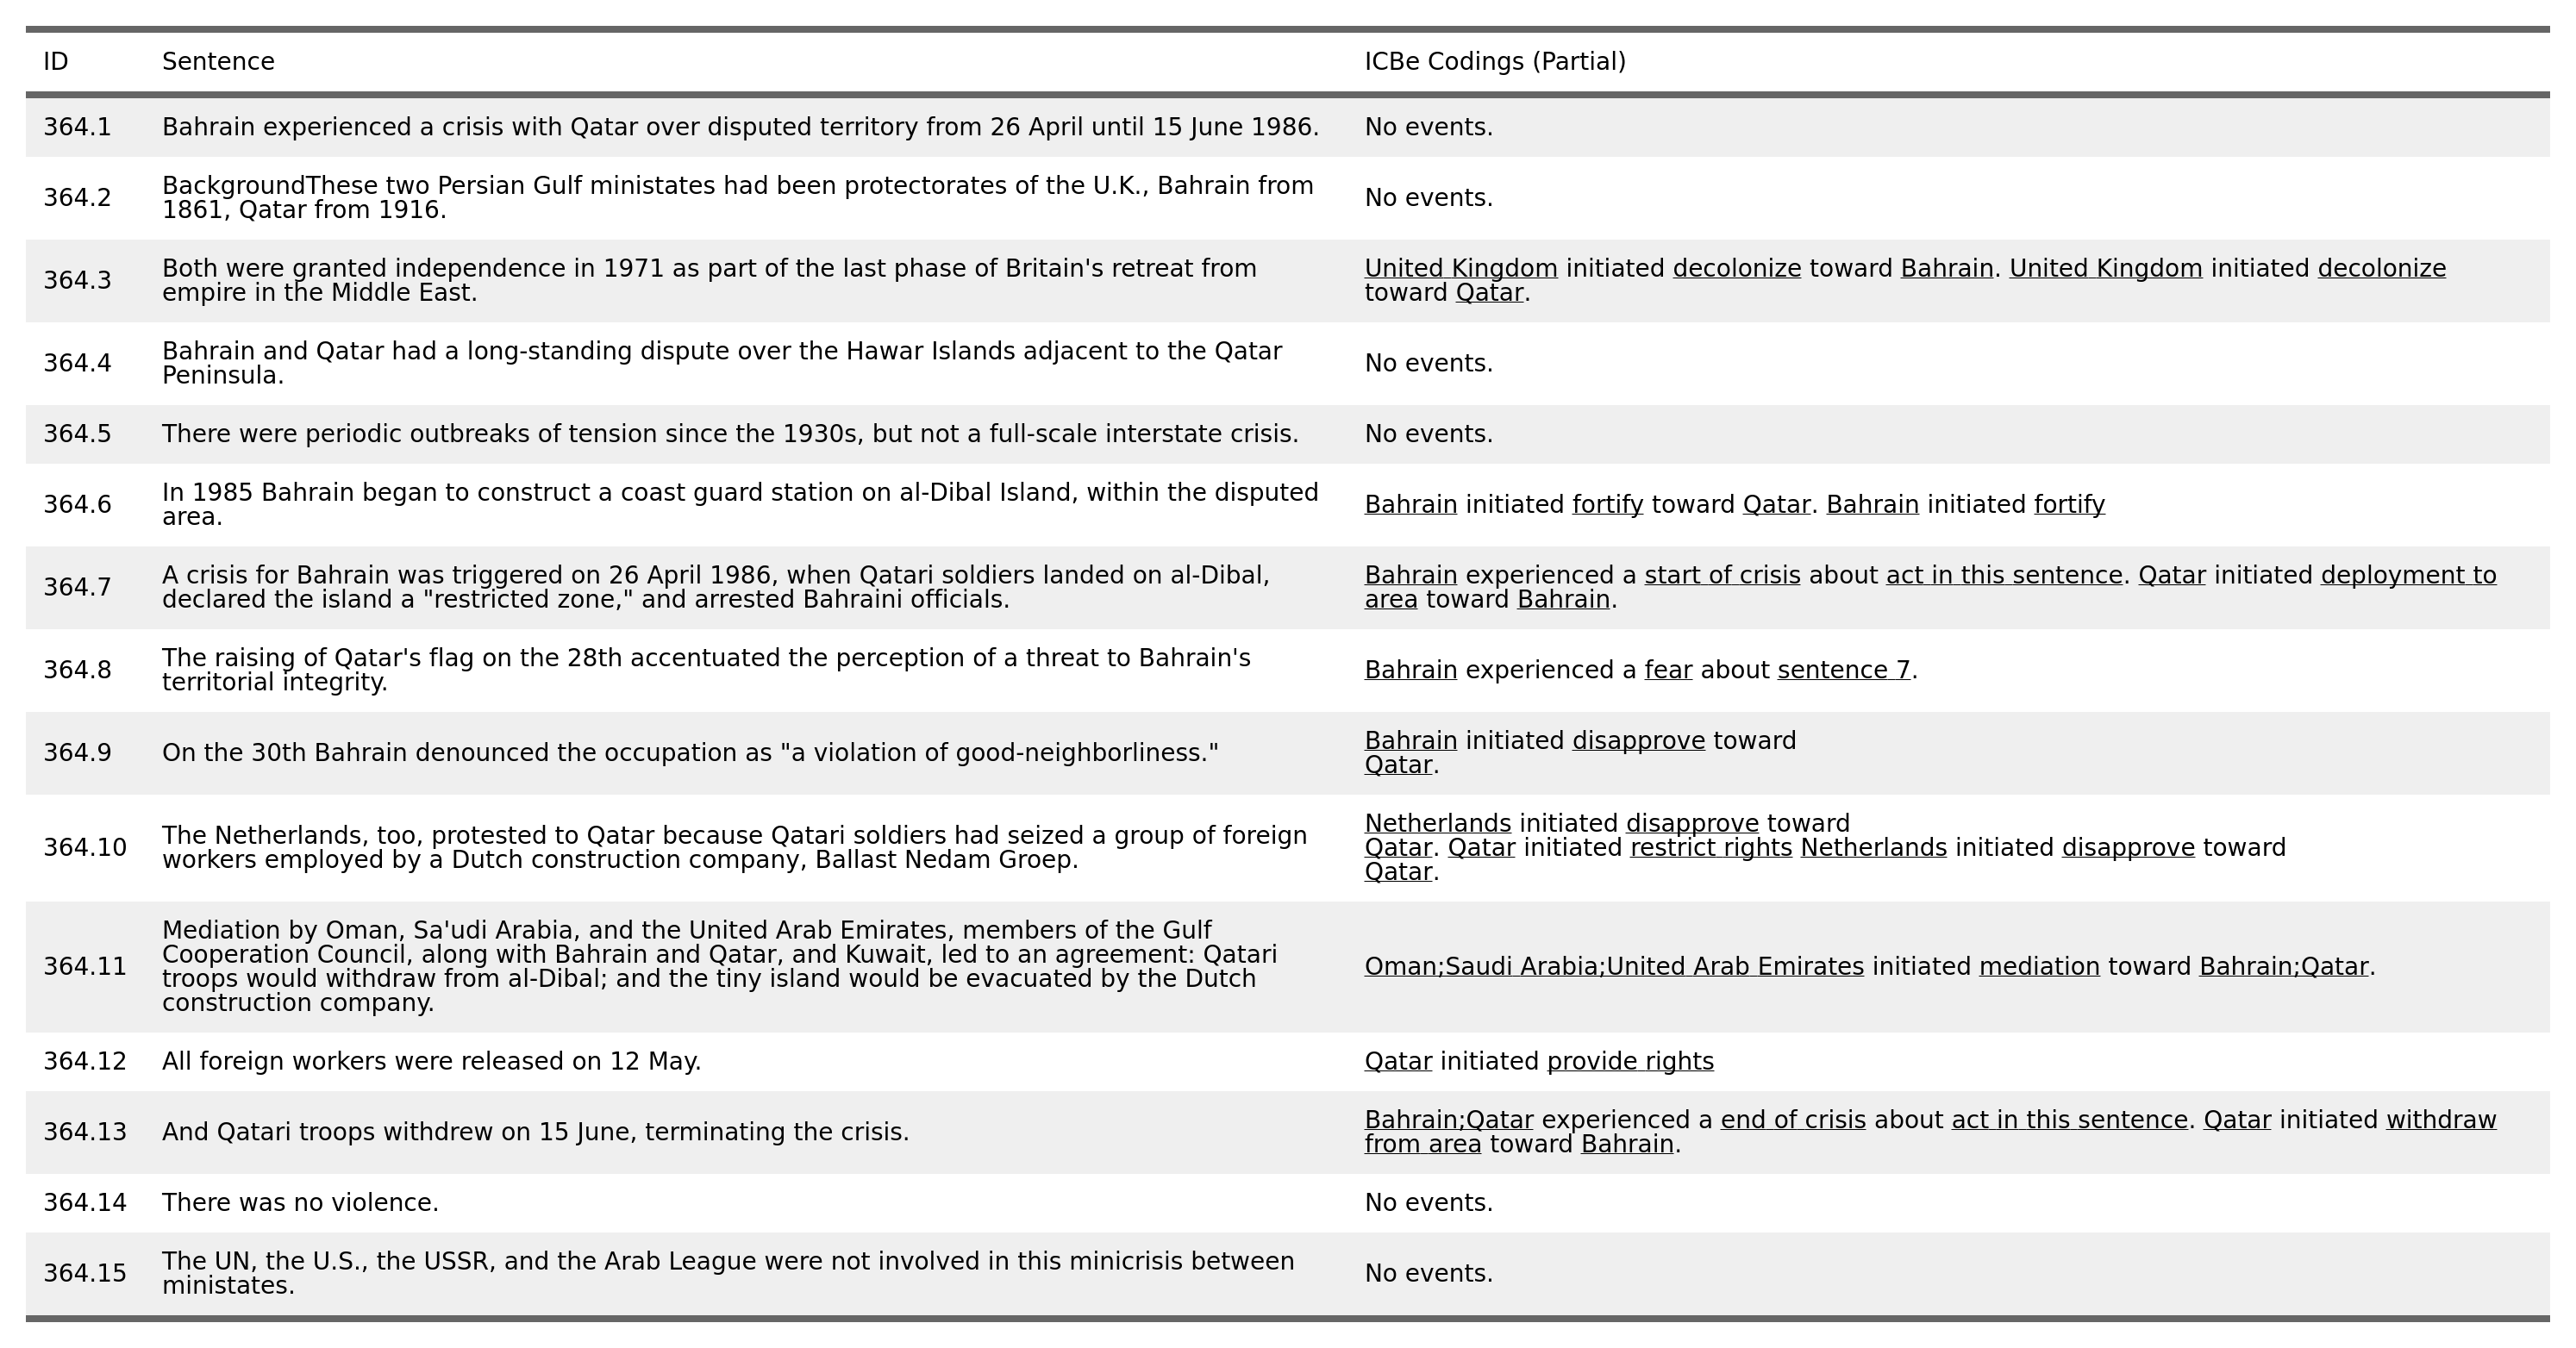 ID Sentence ICBe Codings (Partial)
364.1 Bahrain experienced a crisis with Qatar over disputed territory from 26 April until 15 June 1986. No events.
364.2 BackgroundThese two Persian Gulf ministates had been protectorates of the U.K., Bahrain from
1861, Qatar from 1916.
No events.
364.3 Both were granted independence in 1971 as part of the last phase of Britain's retreat from
empire in the Middle East.
United Kingdom initiated decolonize toward Bahrain. United Kingdom initiated decolonize
toward Qatar.
364.4 Bahrain and Qatar had a long-standing dispute over the Hawar Islands adjacent to the Qatar
Peninsula.
No events.
364.5 There were periodic outbreaks of tension since the 1930s, but not a full-scale interstate crisis. No events.
364.6 In 1985 Bahrain began to construct a coast guard station on al-Dibal Island, within the disputed
area.
Bahrain initiated fortify toward Qatar. Bahrain initiated fortify
364.7 A crisis for Bahrain was triggered on 26 April 1986, when Qatari soldiers landed on al-Dibal,
declared the island a "restricted zone," and arrested Bahraini officials.
Bahrain experienced a start of crisis about act in this sentence. Qatar initiated deployment to
area toward Bahrain.
364.8 The raising of Qatar's flag on the 28th accentuated the perception of a threat to Bahrain's
territorial integrity.
Bahrain experienced a fear about sentence 7.
364.9 On the 30th Bahrain denounced the occupation as "a violation of good-neighborliness."
Bahrain initiated disapprove toward
Qatar.
364.10 The Netherlands, too, protested to Qatar because Qatari soldiers had seized a group of foreign
workers employed by a Dutch construction company, Ballast Nedam Groep.
Netherlands initiated disapprove toward
Qatar. Qatar initiated restrict rights Netherlands initiated disapprove toward
Qatar.
364.11 Mediation by Oman, Sa'udi Arabia, and the United Arab Emirates, members of the Gulf
Cooperation Council, along with Bahrain and Qatar, and Kuwait, led to an agreement: Qatari
troops would withdraw from al-Dibal; and the tiny island would be evacuated by the Dutch
construction company.
Oman;Saudi Arabia;United Arab Emirates initiated mediation toward Bahrain;Qatar.
364.12 All foreign workers were released on 12 May. Qatar initiated provide rights
364.13 And Qatari troops withdrew on 15 June, terminating the crisis.
Bahrain;Qatar experienced a end of crisis about act in this sentence. Qatar initiated withdraw
from area toward Bahrain.
364.14 There was no violence. No events.
364.15 The UN, the U.S., the USSR, and the Arab League were not involved in this minicrisis between
ministates.
No events.